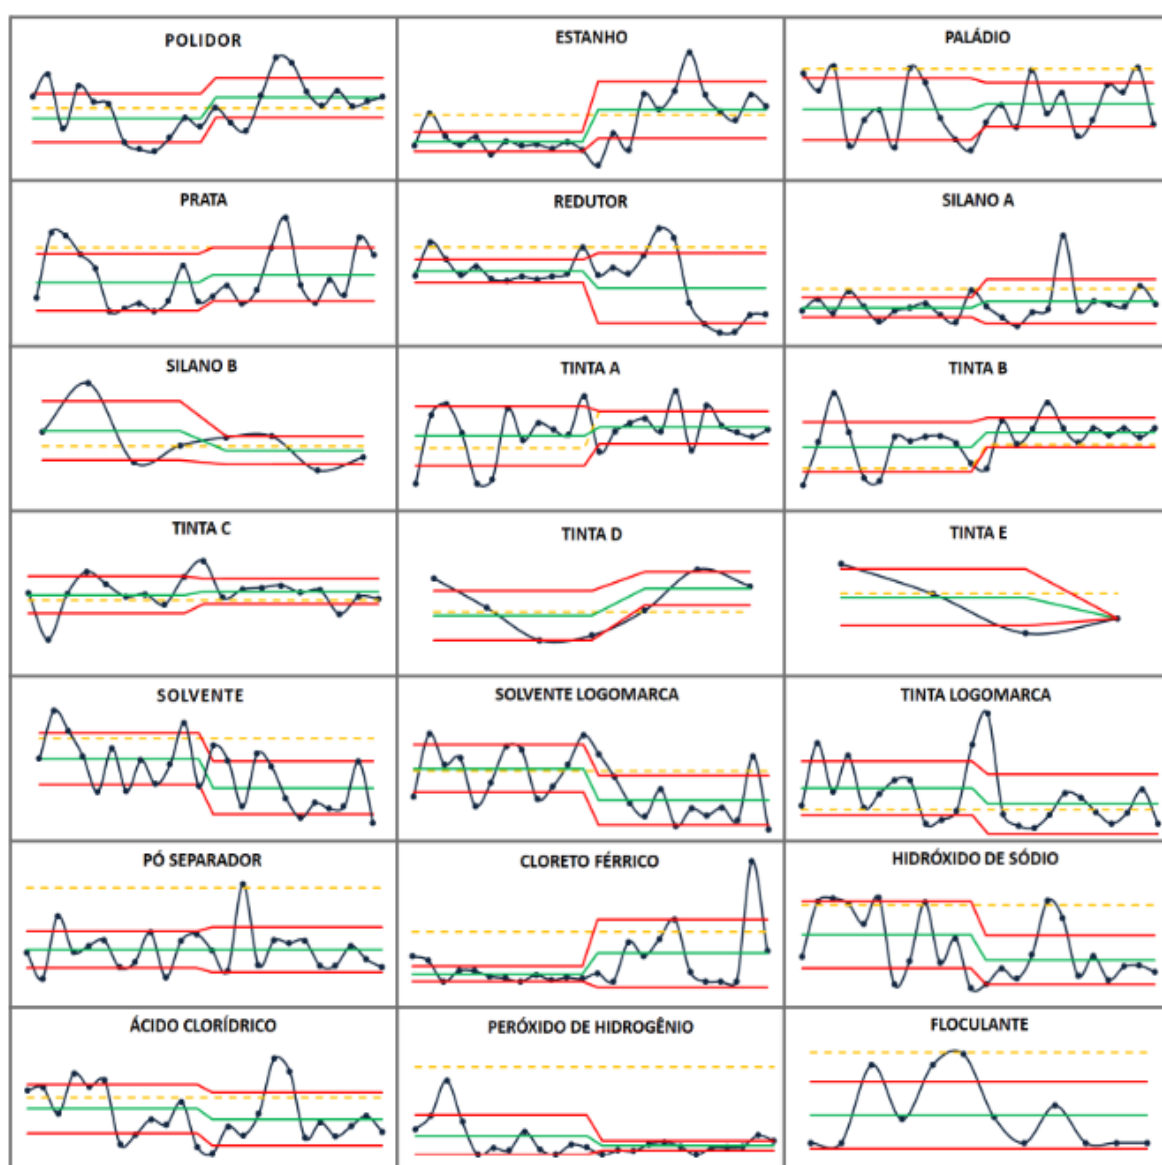 POLIDOR
ESTANHO
PALÁDIO
PRATA
REDUTOR
SILANO A
SILANO B
TINTA A
TINTA B
TINTA C
TINTA D
TINTA E
SOLVENTE
SOLVENTE LOGOMARCA
TINTA LOGOMARCA
PÓ SEPARADOR
CLORETO FÉRRICO
HIDRÓXIDO DE SÓDIO
ÁCIDO CLORÍDRICO
PERÓXIDO DE HIDROGÊNIO
FLOCULANTE